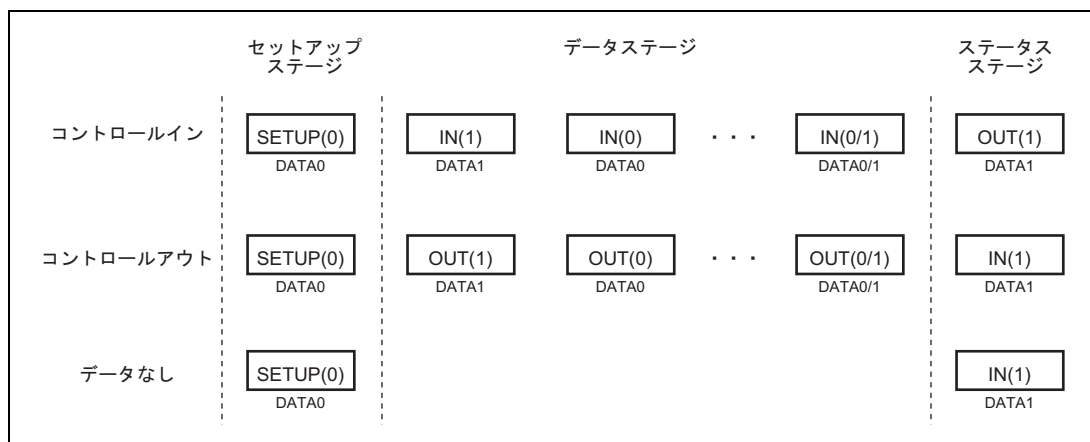 セットアップ
ステージ
データステージ
ステータス
ステージ
コントロールイン
SETUP(0)
IN(1)
IN(0)
・・・
IN(0/1)
OUT(1)
DATA0
DATA1
DATA0
DATA0/1
DATA1
コントロールアウト
SETUP(0)
OUT(1)
OUT(0)
・・・
OUT(0/1)
IN(1)
DATA0
DATA1
DATA0
DATA0/1
DATA1
データなし
SETUP(0)
IN(1)
DATA0
DATA1